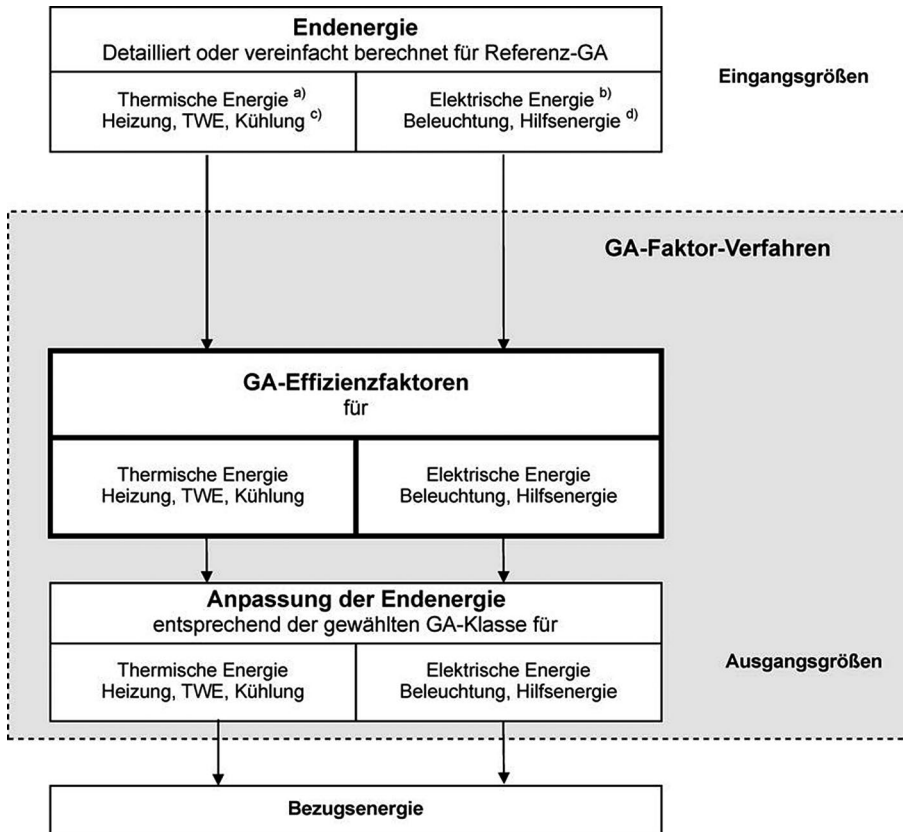 Endenergie
Detailliert oder vereinfacht berechnet für Referenz-GA
Eingangsgrößen
Thermische Energie a)
Heizung, TWE, Kühlung c)
Elektrische Energie b)
Beleuchtung, Hilfsenergie d)
GA-Faktor-Verfahren
GA-Effizienzfaktoren
für
Thermische Energie
Heizung, TWE, Kühlung
Elektrische Energie
Beleuchtung, Hilfsenergie
Anpassung der Endenergie
entsprechend der gewählten GA-Klasse für
Thermische Energie
Heizung, TWE, Kühlung
Elektrische Energie
Beleuchtung, Hilfsenergie
Ausgangsgrößen
Bezugsenergie